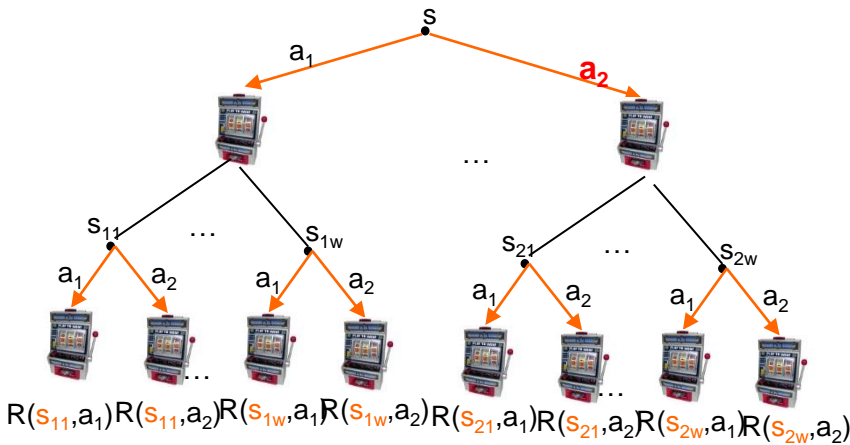 s
a₁
a₂
...
s₁₁
...
s₁w
s₂₁
...
s₂w
a₁
a₂
a₁
a₂
a₁
a₂
a₁
a₂
...
...
R(s₁₁,a₁) R(s₁₁,a₂) R(s₁w,a₁) R(s₁w,a₂) R(s₂₁,a₁) R(s₂₁,a₂) R(s₂w,a₁) R(s₂w,a₂)